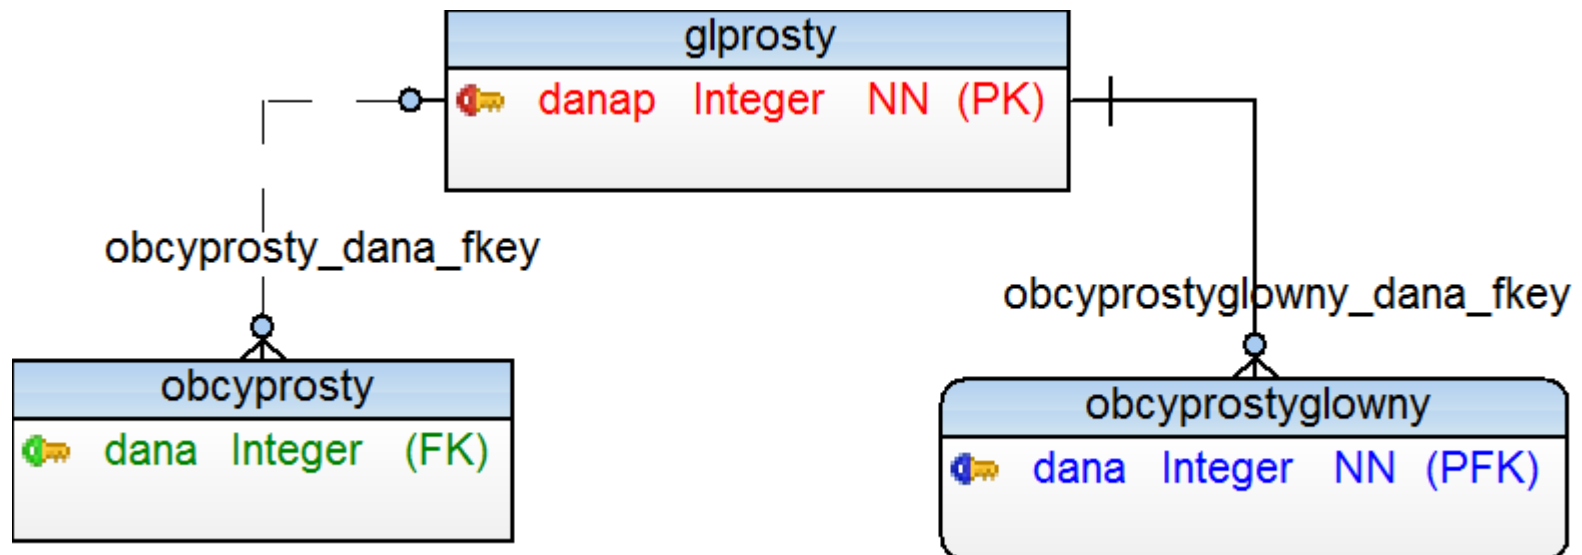 glprosty
danap Integer NN (PK)
obcyprosty_dana_fkey
obcyprostyglowny_dana_fkey
obcyprosty
dana Integer (FK)
obcyprostyglowny
dana Integer NN (PFK)